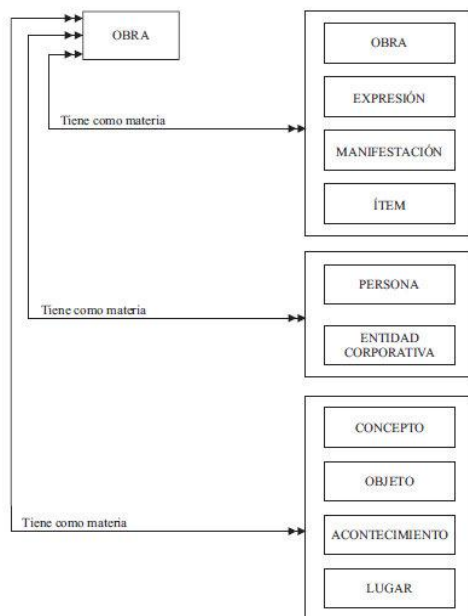 OBRA
OBRA
EXPRESIÓN
Tiene como materia
MANIFESTACIÓN
ÍTEM
PERSONA
Tiene como materia
ENTIDAD
CORPORATIVA
CONCEPTO
OBJETO
Tiene como materia
ACONTECIMIENTO
LUGAR